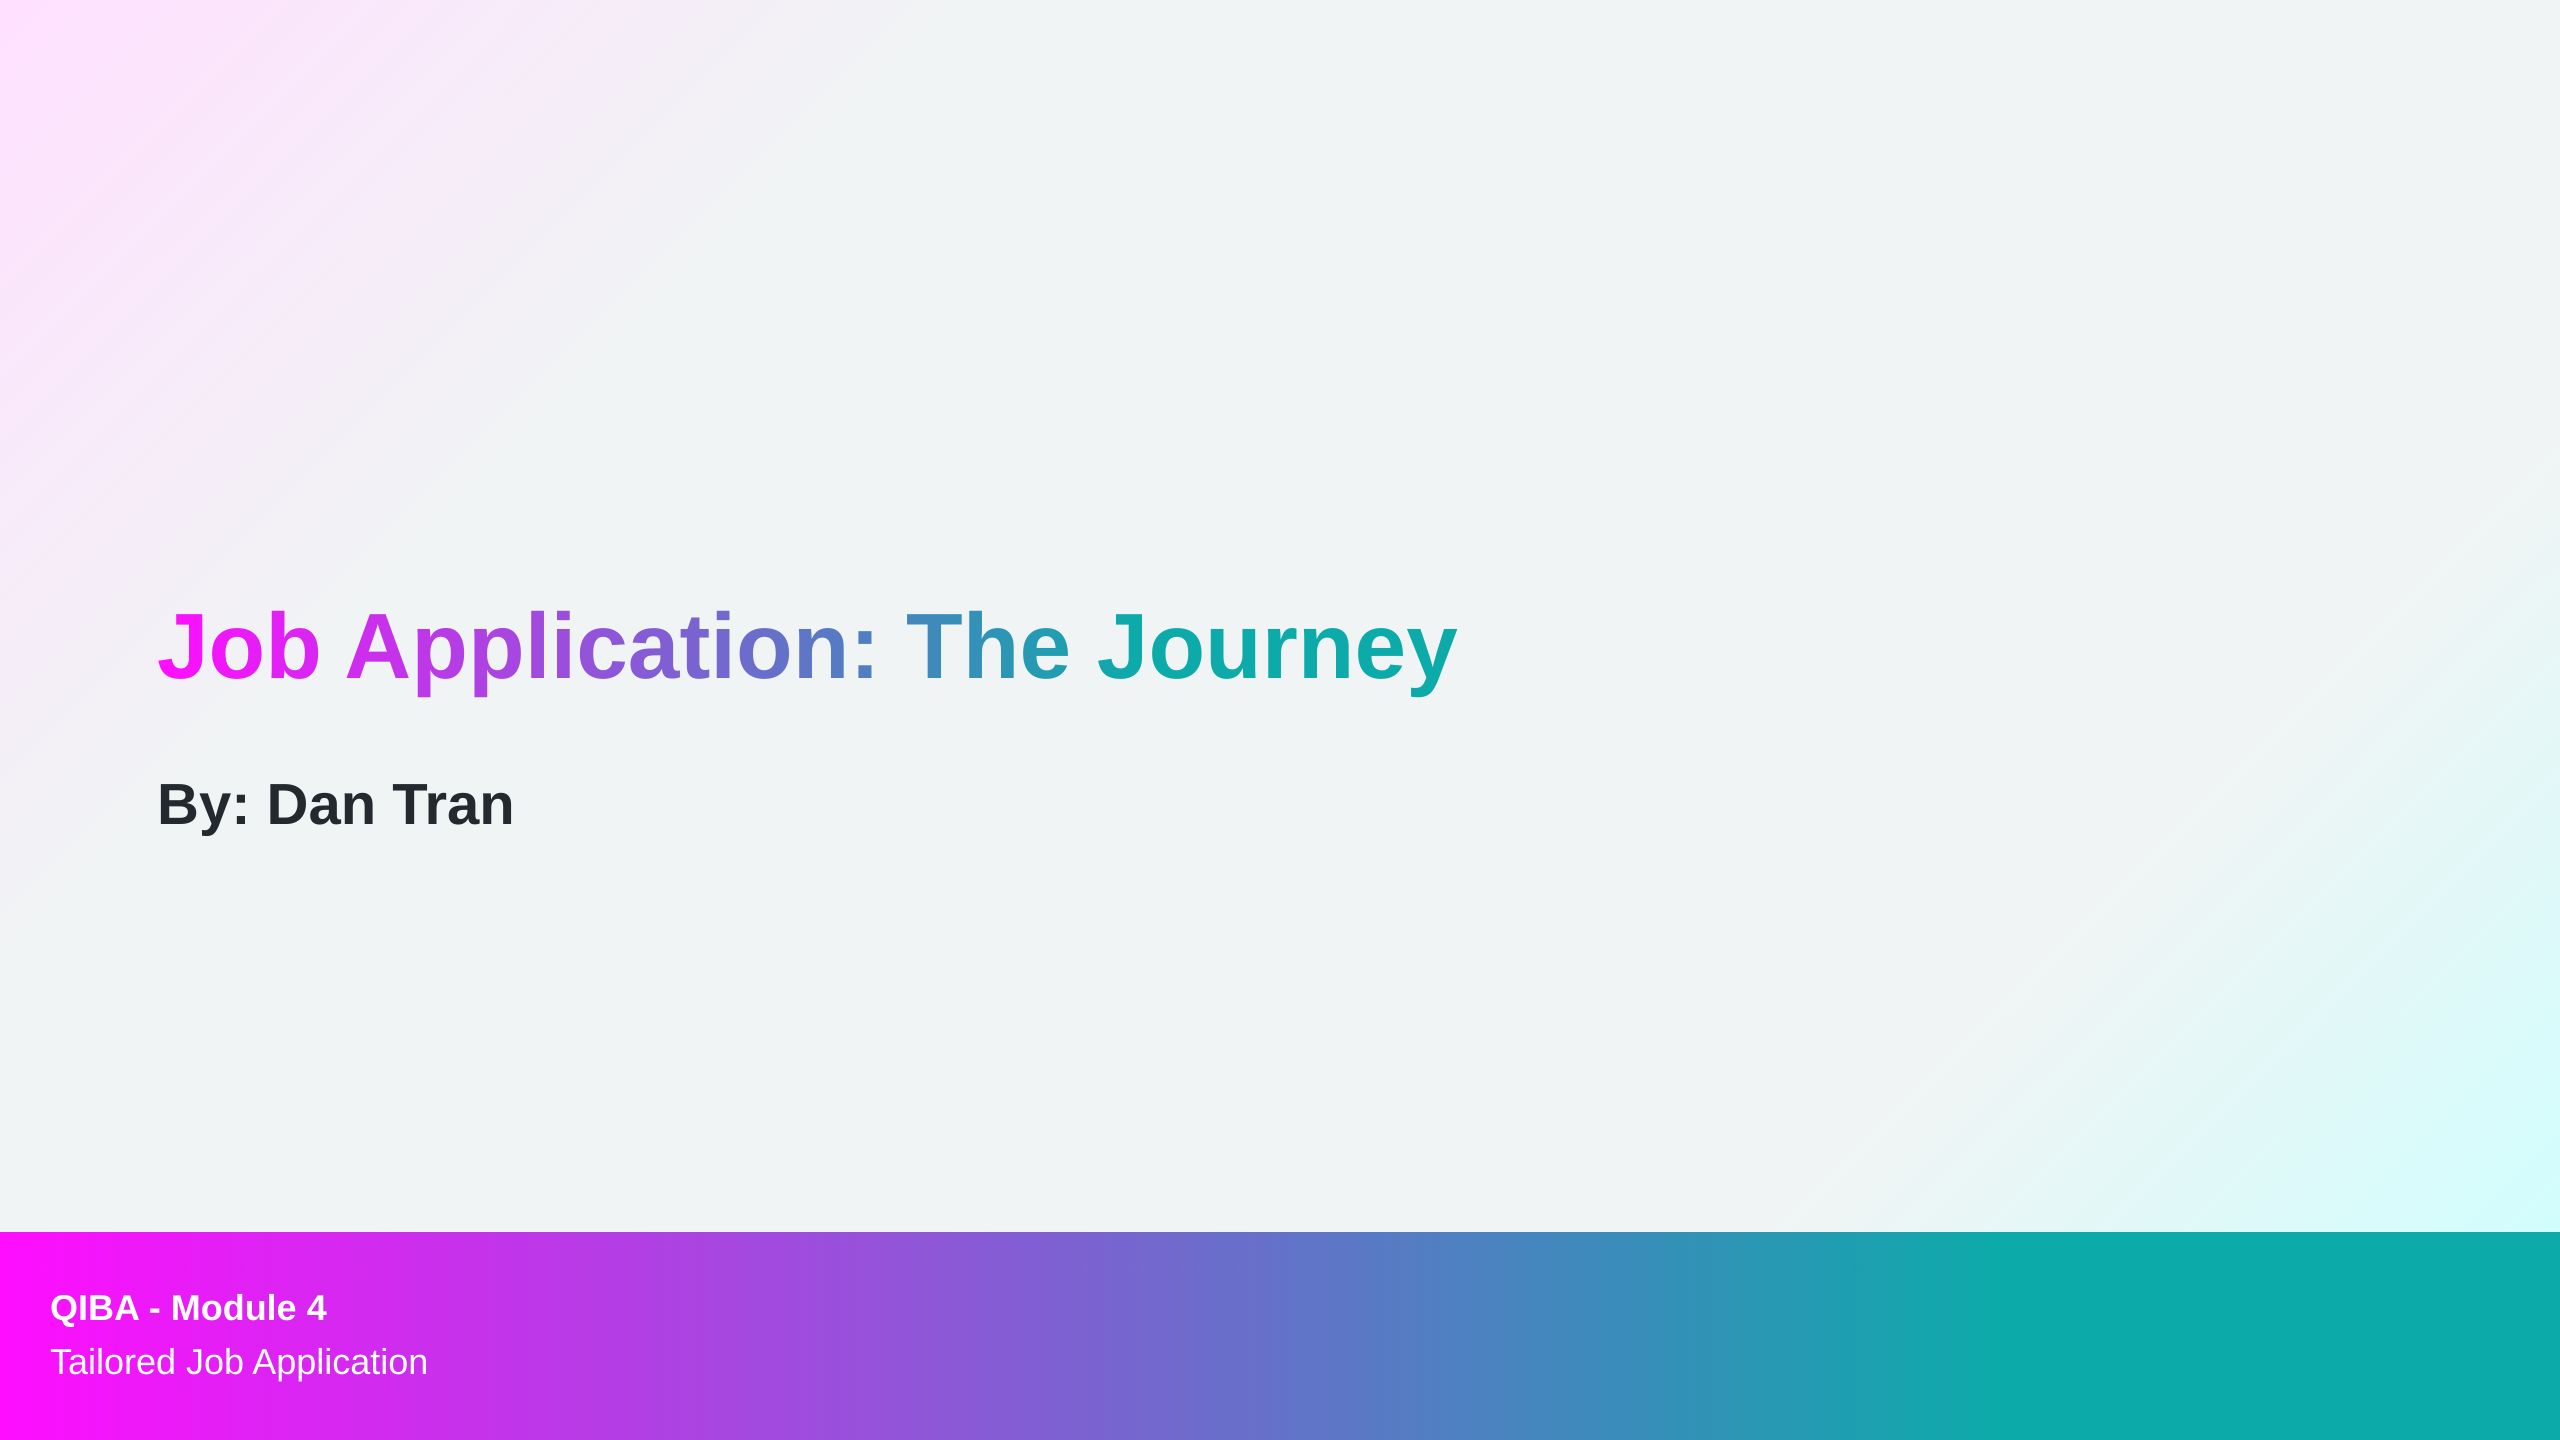 Job Application: The Journey
By: Dan Tran
QIBA - Module 4
Tailored Job Application